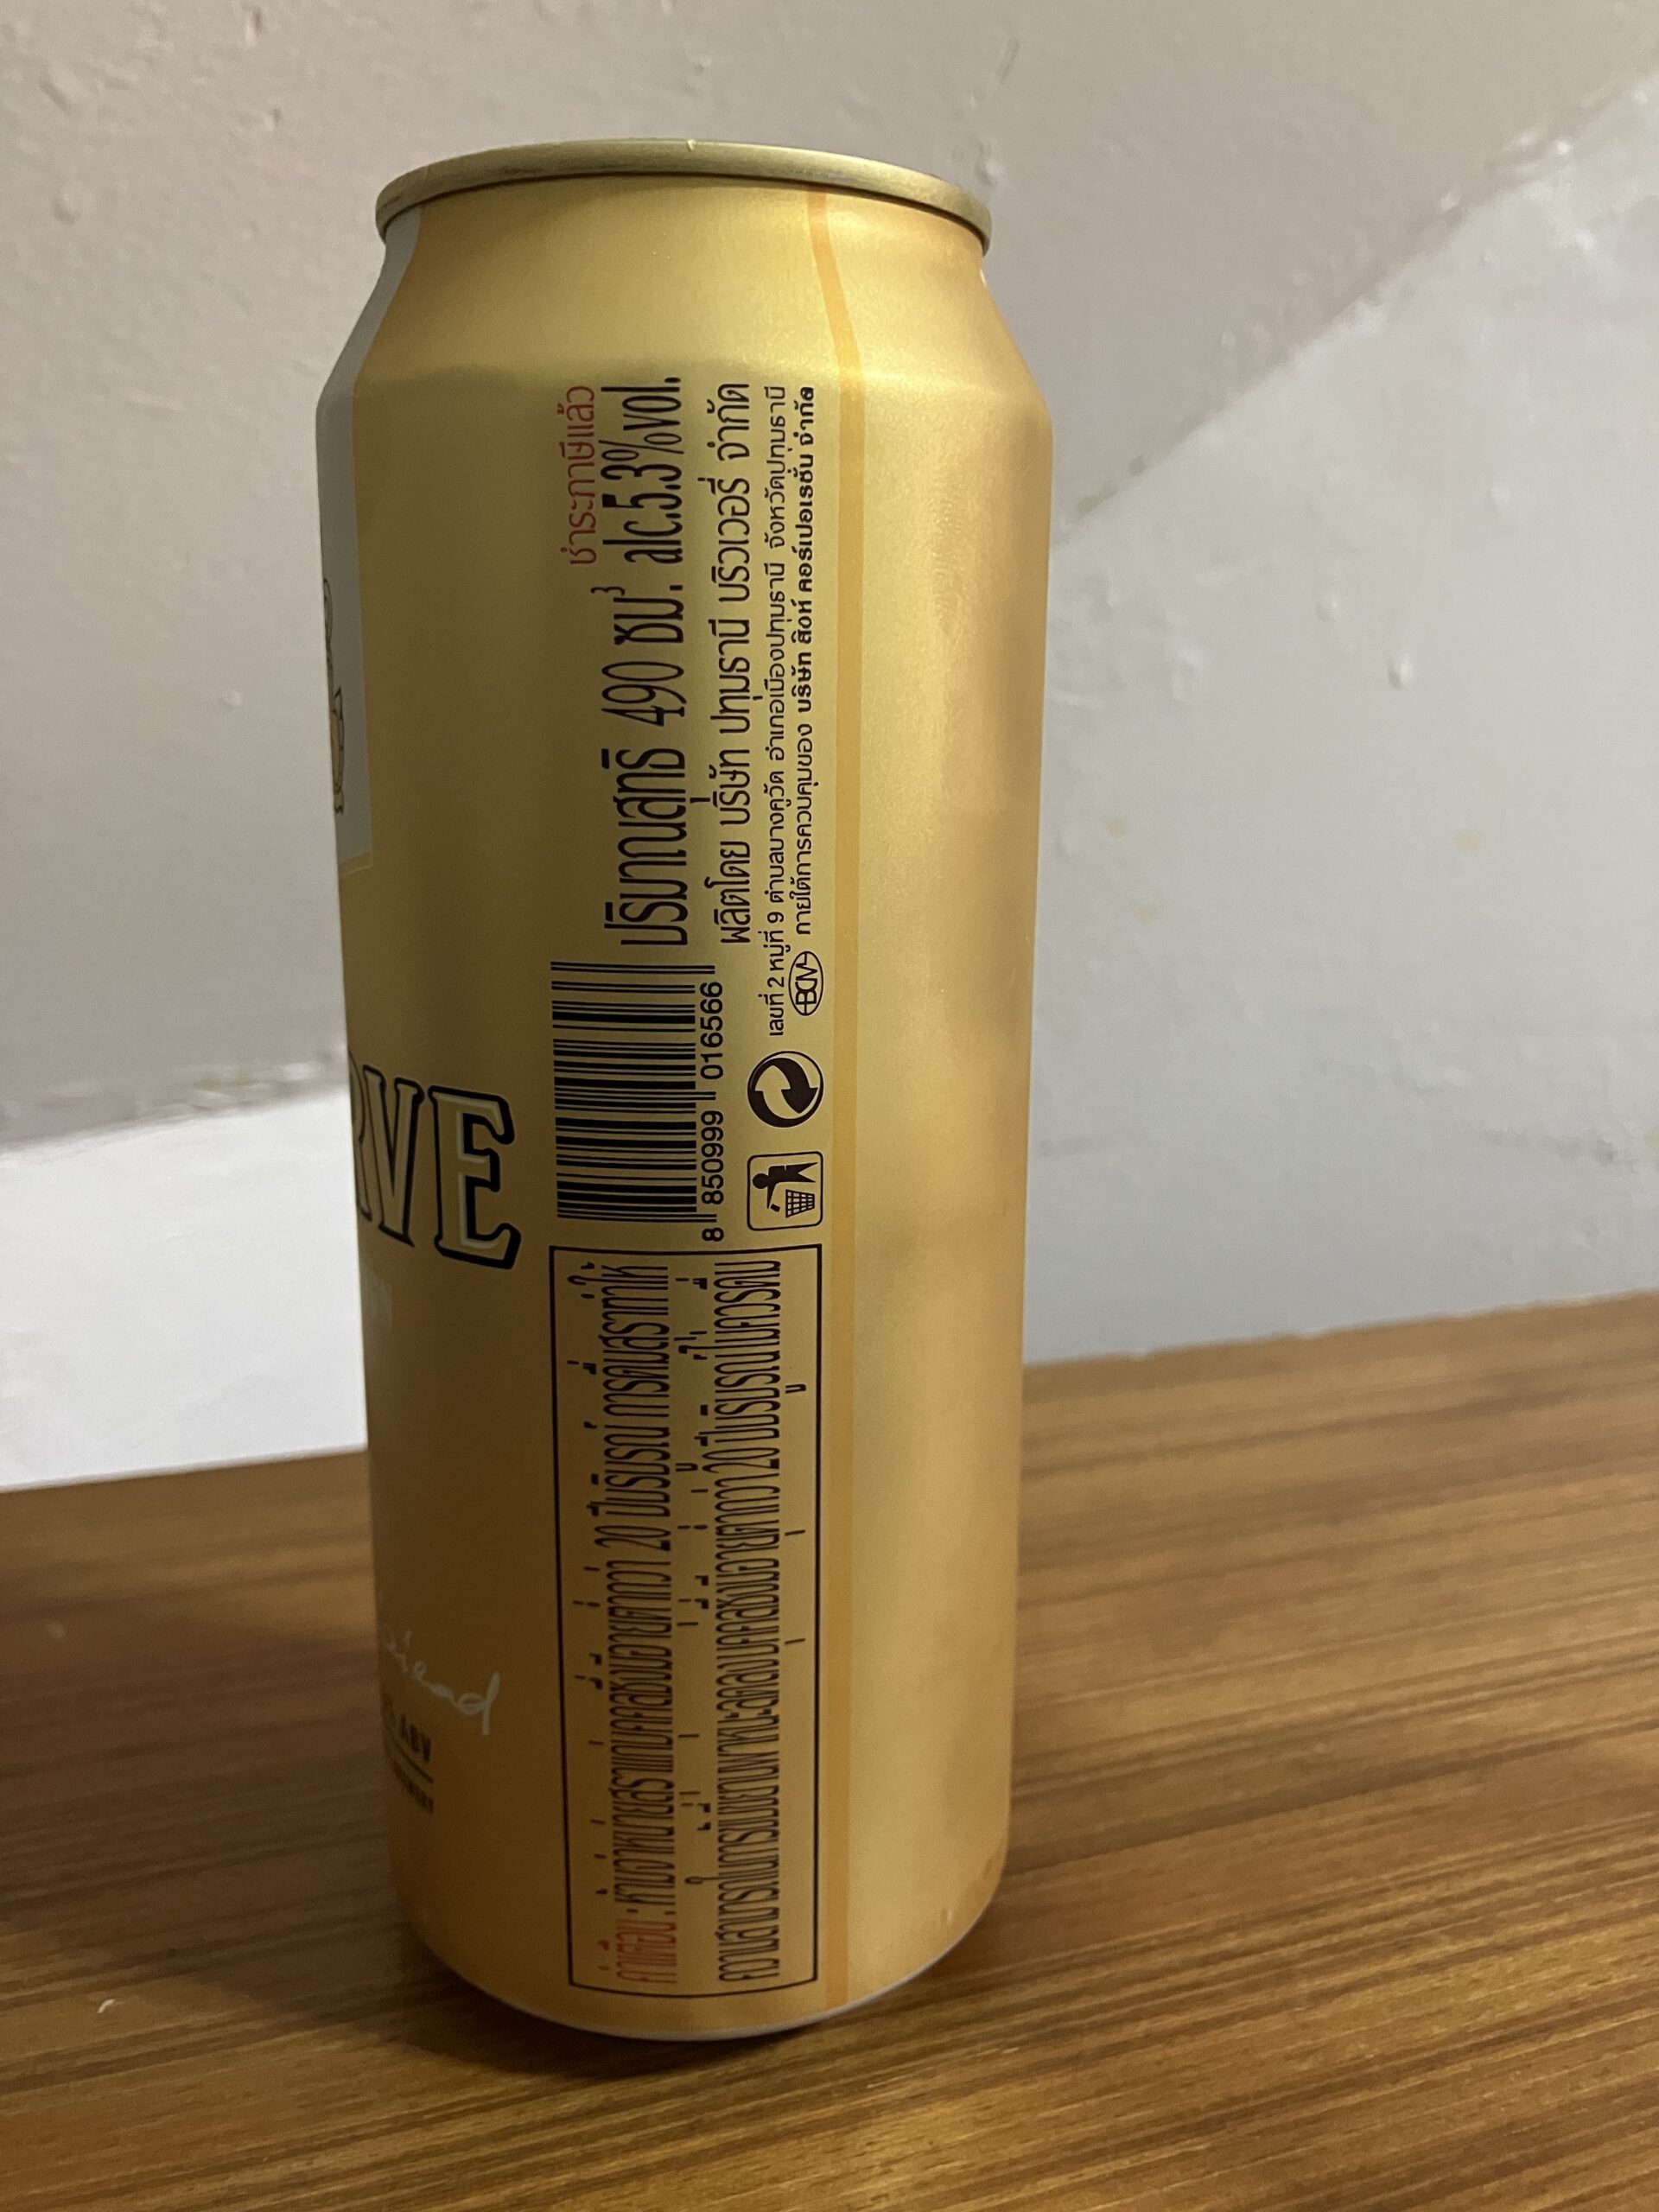 RVE
aiend
ABV
ชำระภาษีแล้ว
ปริมาณสุทธิ 490 ซม³. alc.5.3%vol.
ผลิตโดย บริษัท ปทุมธานี บริวเวอรี่ จำกัด
เลขที่ 2 หมู่ที่ 9 ตำบลบางคูวัด อำเภอเมืองปทุมธานี จังหวัดปทุมธานี
BCM ภายใต้การควบคุมของ บริษัท สิงห์ คอร์เปอเรชั่น จำกัด
8 850999 016566
คำเตือน : ห้ามจำหน่ายสุราแก่บุคคลซึ่งมีอายุต่ำกว่า 20 ปีบริบูรณ์ การดื่มสุราทำให้
ความสามารถในการขับขี่ยานพาหนะลดลง บุคคลซึ่งมีอายุต่ำกว่า 20 ปีบริบูรณ์ไม่ควรดื่ม